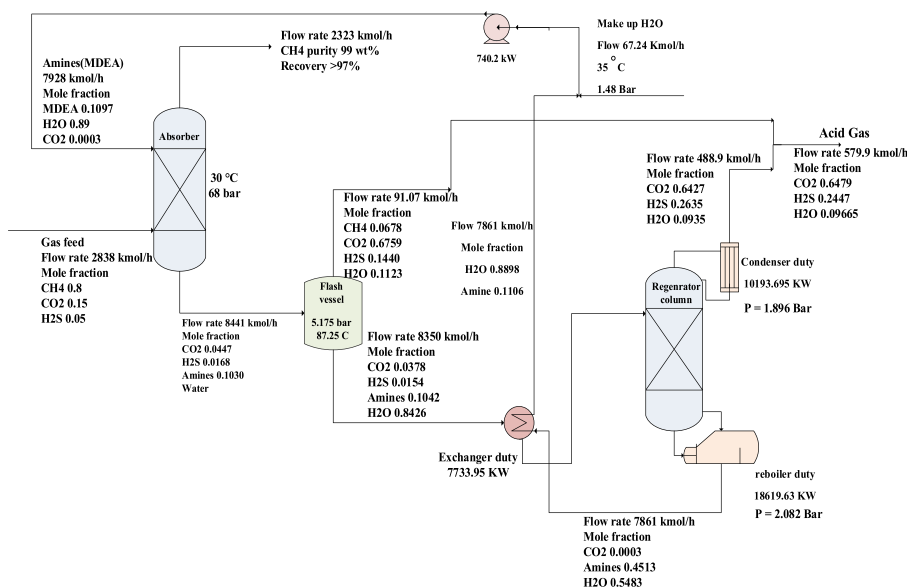 Flow rate 2323 kmol/h
CH4 purity 99 wt%
Recovery >97%
740.2 kW
Make up H2O
Flow 67.24 Kmol/h
35 °C
1.48 Bar
Amines(MDEA)
7928 kmol/h
Mole fraction
MDEA 0.1097
H2O 0.89
CO2 0.0003
Absorber
30 °C
68 bar
Gas feed
Flow rate 2838 kmol/h
Mole fraction
CH4 0.8
CO2 0.15
H2S 0.05
Flow rate 8441 kmol/h
Mole fraction
CO2 0.0447
H2S 0.0168
Amines 0.1030
Water
Flow rate 91.07 kmol/h
Mole fraction
CH4 0.0678
CO2 0.6759
H2S 0.1440
H2O 0.1123
Flash
vessel
5.175 bar
87.25 C
Flow rate 8350 kmol/h
Mole fraction
CO2 0.0378
H2S 0.0154
Amines 0.1042
H2O 0.8426
Flow 7861 kmol/h
Mole fraction
H2O 0.8898
Amine 0.1106
Exchanger duty
7733.95 KW
Flow rate 488.9 kmol/h
Mole fraction
CO2 0.6427
H2S 0.2635
H2O 0.0935
Acid Gas
Flow rate 579.9 kmol/h
Mole fraction
CO2 0.6479
H2S 0.2447
H2O 0.09665
Condenser duty
10193.695 KW
P = 1.896 Bar
Regenrator
column
reboiler duty
18619.63 KW
P = 2.082 Bar
Flow rate 7861 kmol/h
Mole fraction
CO2 0.0003
Amines 0.4513
H2O 0.5483